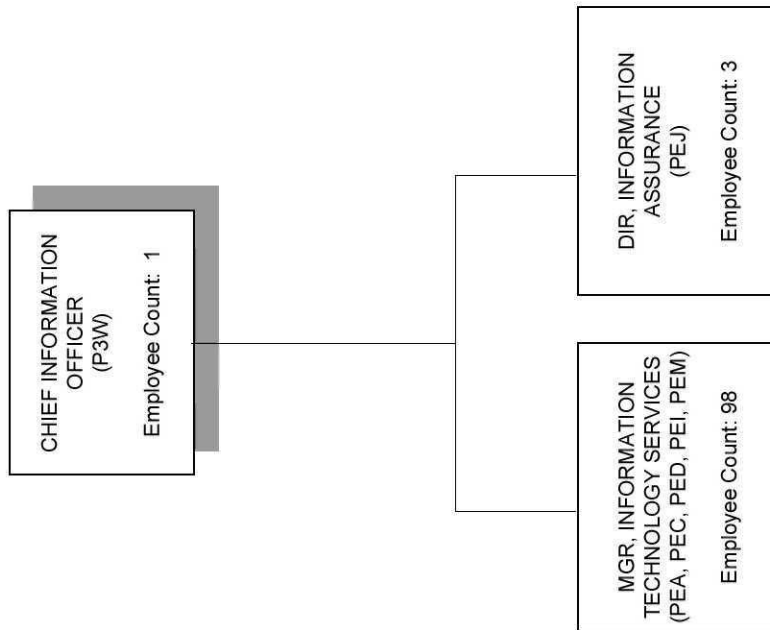 CHIEF INFORMATION
OFFICER
(P3W)
Employee Count: 1
MGR, INFORMATION
TECHNOLOGY SERVICES
(PEA, PEC, PED, PEI, PEM)
Employee Count: 98
DIR, INFORMATION
ASSURANCE
(PEJ)
Employee Count: 3